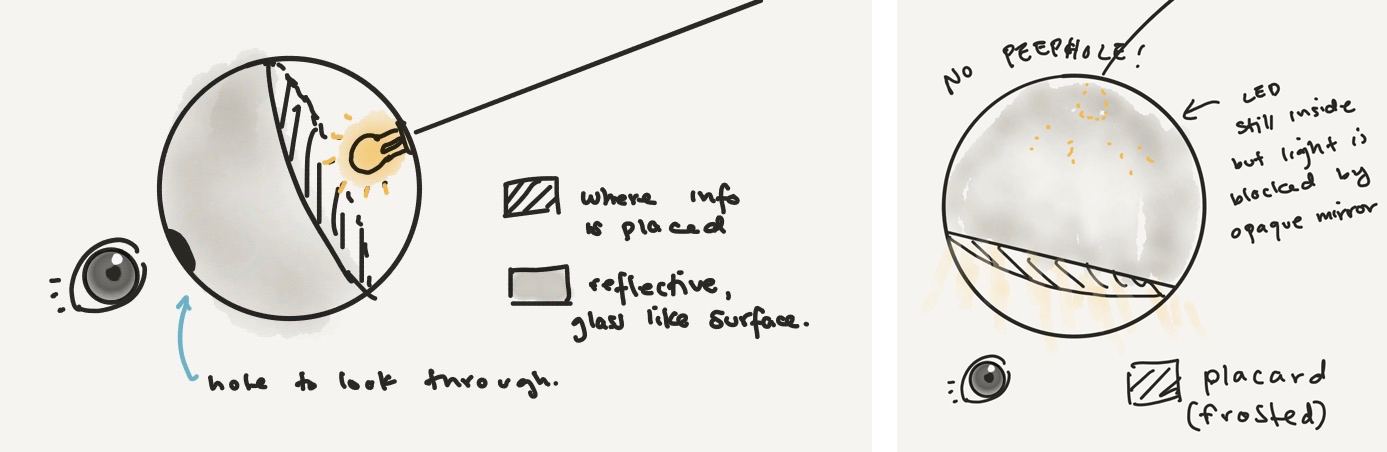 where info
is placed
reflective,
glass like surface.
hole to look through.
NO PEEPHOLE!
LED
still inside
but light is
blocked by
opaque mirror
placard
(frosted)